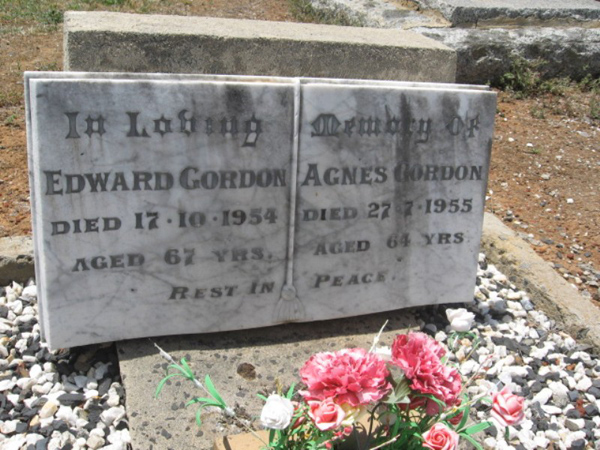 In Loving Memory of
EDWARD GORDON
DIED 17·10·1954
AGED 67 YRS.
AGNES GORDON
DIED 27·7·1955
AGED 64 YRS
REST IN PEACE.